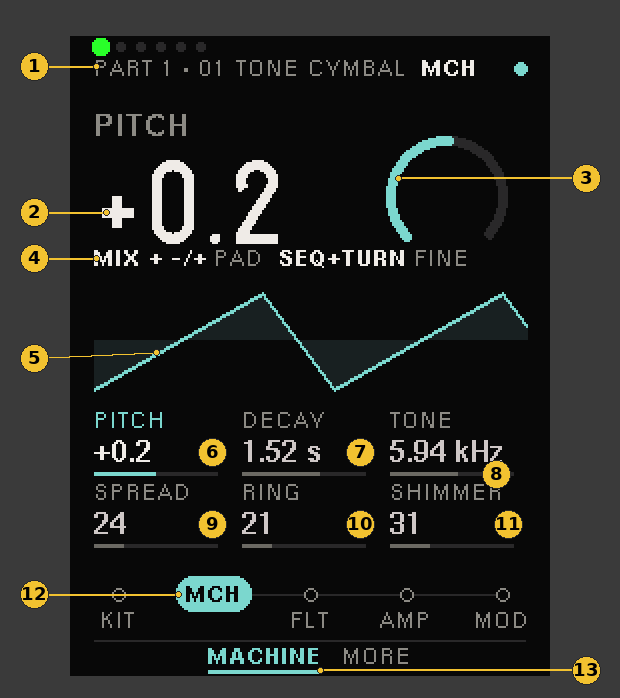 1 PART 1 · 01 TONE CYMBAL MCH
PITCH
2 +0.2 3
4 MIX + -/+ PAD SEQ+TURN FINE
5
PITCH DECAY TONE
+0.2 6 1.52 s 7 5.94 kHz 8
SPREAD RING SHIMMER
24 9 21 10 31 11
12 MCH
KIT FLT AMP MOD
MACHINE MORE 13